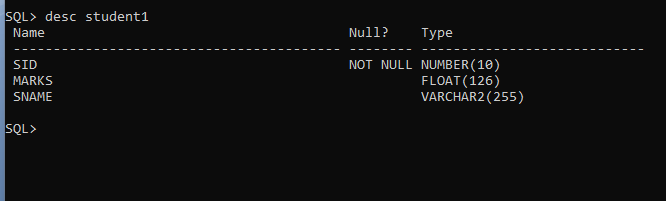 SQL> desc student1
 Name                                      Null?    Type
 ----------------------------------------- -------- ----------------------------
 SID                                       NOT NULL NUMBER(10)
 MARKS                                              FLOAT(126)
 SNAME                                              VARCHAR2(255)
SQL>